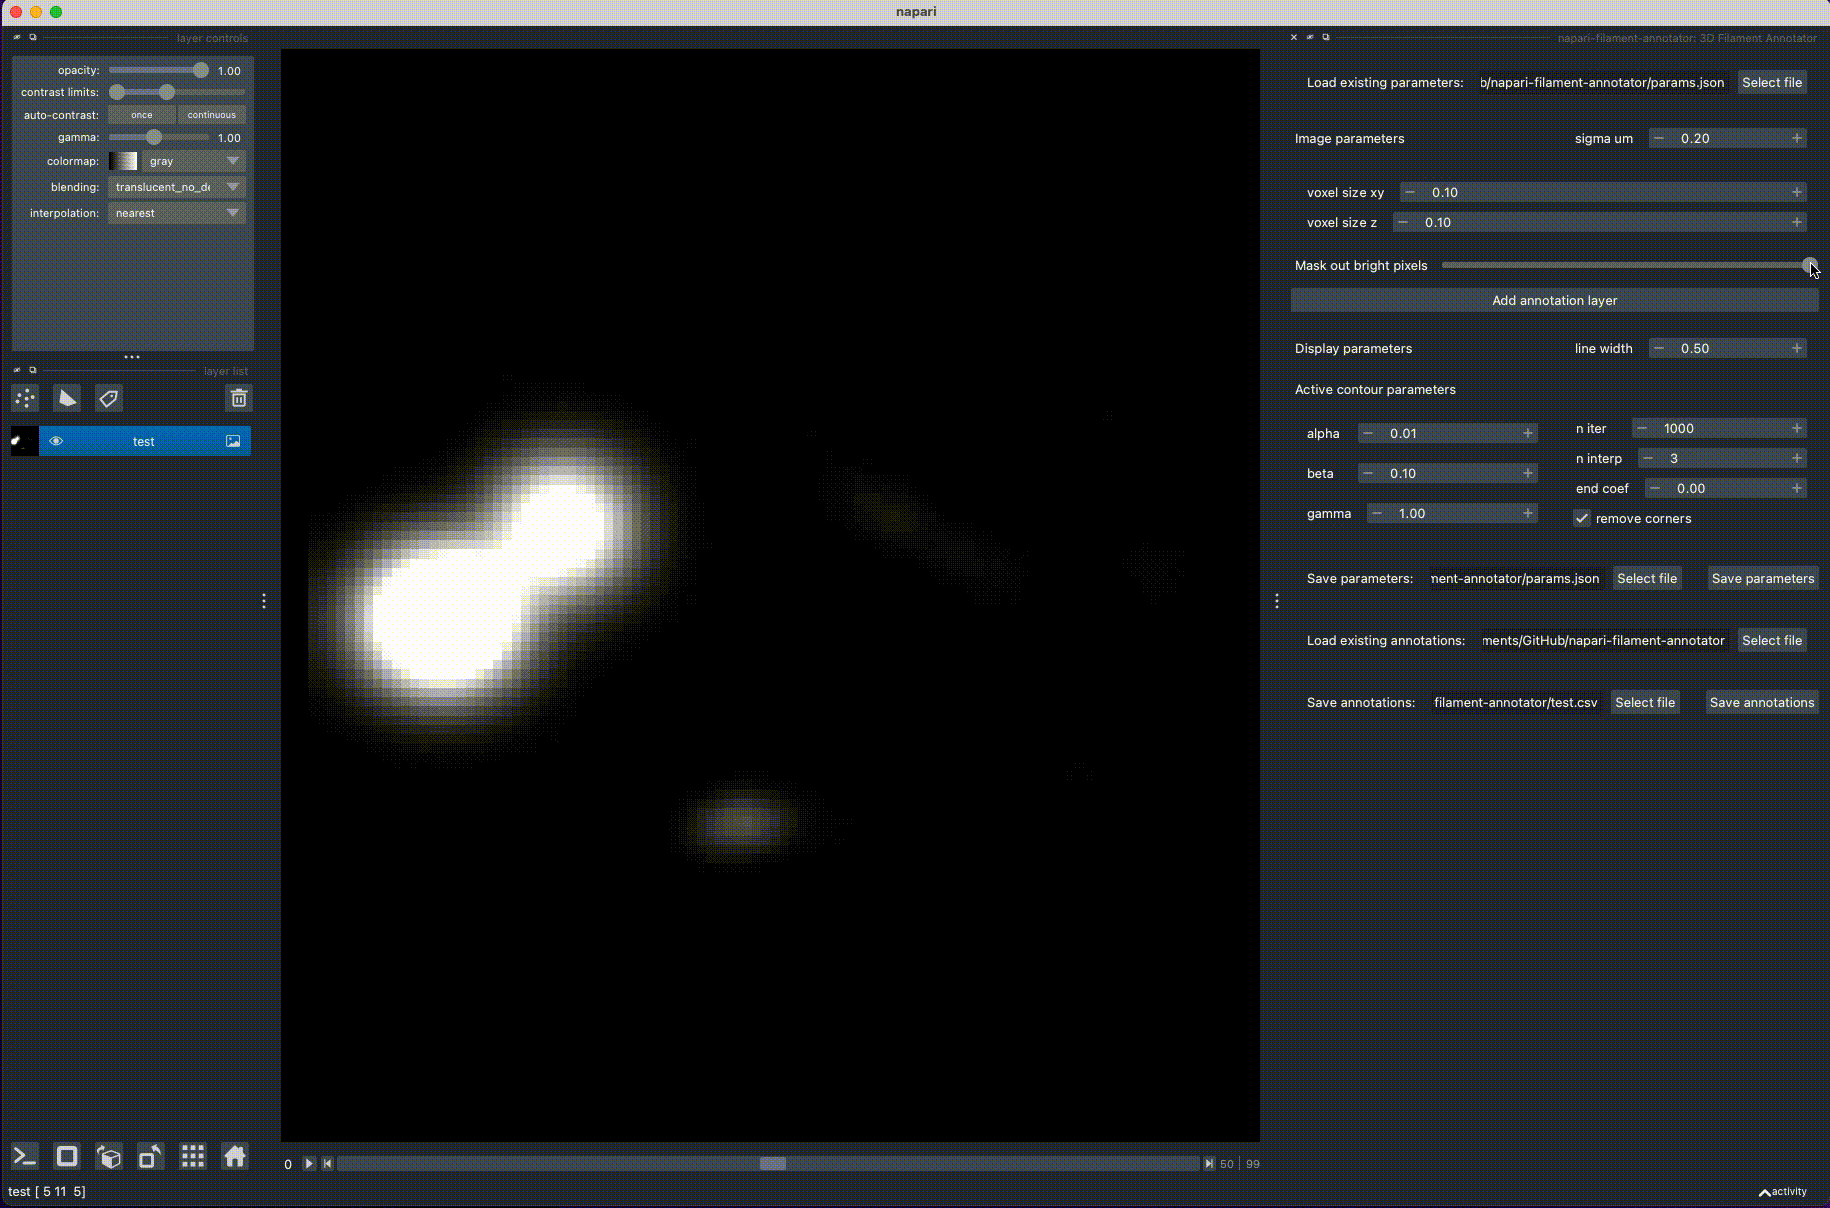 napari
layer controls
opacity: 1.00
contrast limits:
auto-contrast: once continuous
gamma: 1.00
colormap: gray
blending: translucent_no_de
interpolation: nearest
layer list
test
0
50 99
test [ 5 11 5]
napari-filament-annotator: 3D Filament Annotator
Load existing parameters: b/napari-filament-annotator/params.json Select file
Image parameters sigma um 0.20
voxel size xy 0.10
voxel size z 0.10
Mask out bright pixels
Add annotation layer
Display parameters line width 0.50
Active contour parameters
alpha 0.01
beta 0.10
gamma 1.00
n iter 1000
n interp 3
end coef 0.00
remove corners
Save parameters: ment-annotator/params.json Select file Save parameters
Load existing annotations: ments/GitHub/napari-filament-annotator Select file
Save annotations: filament-annotator/test.csv Select file Save annotations
activity